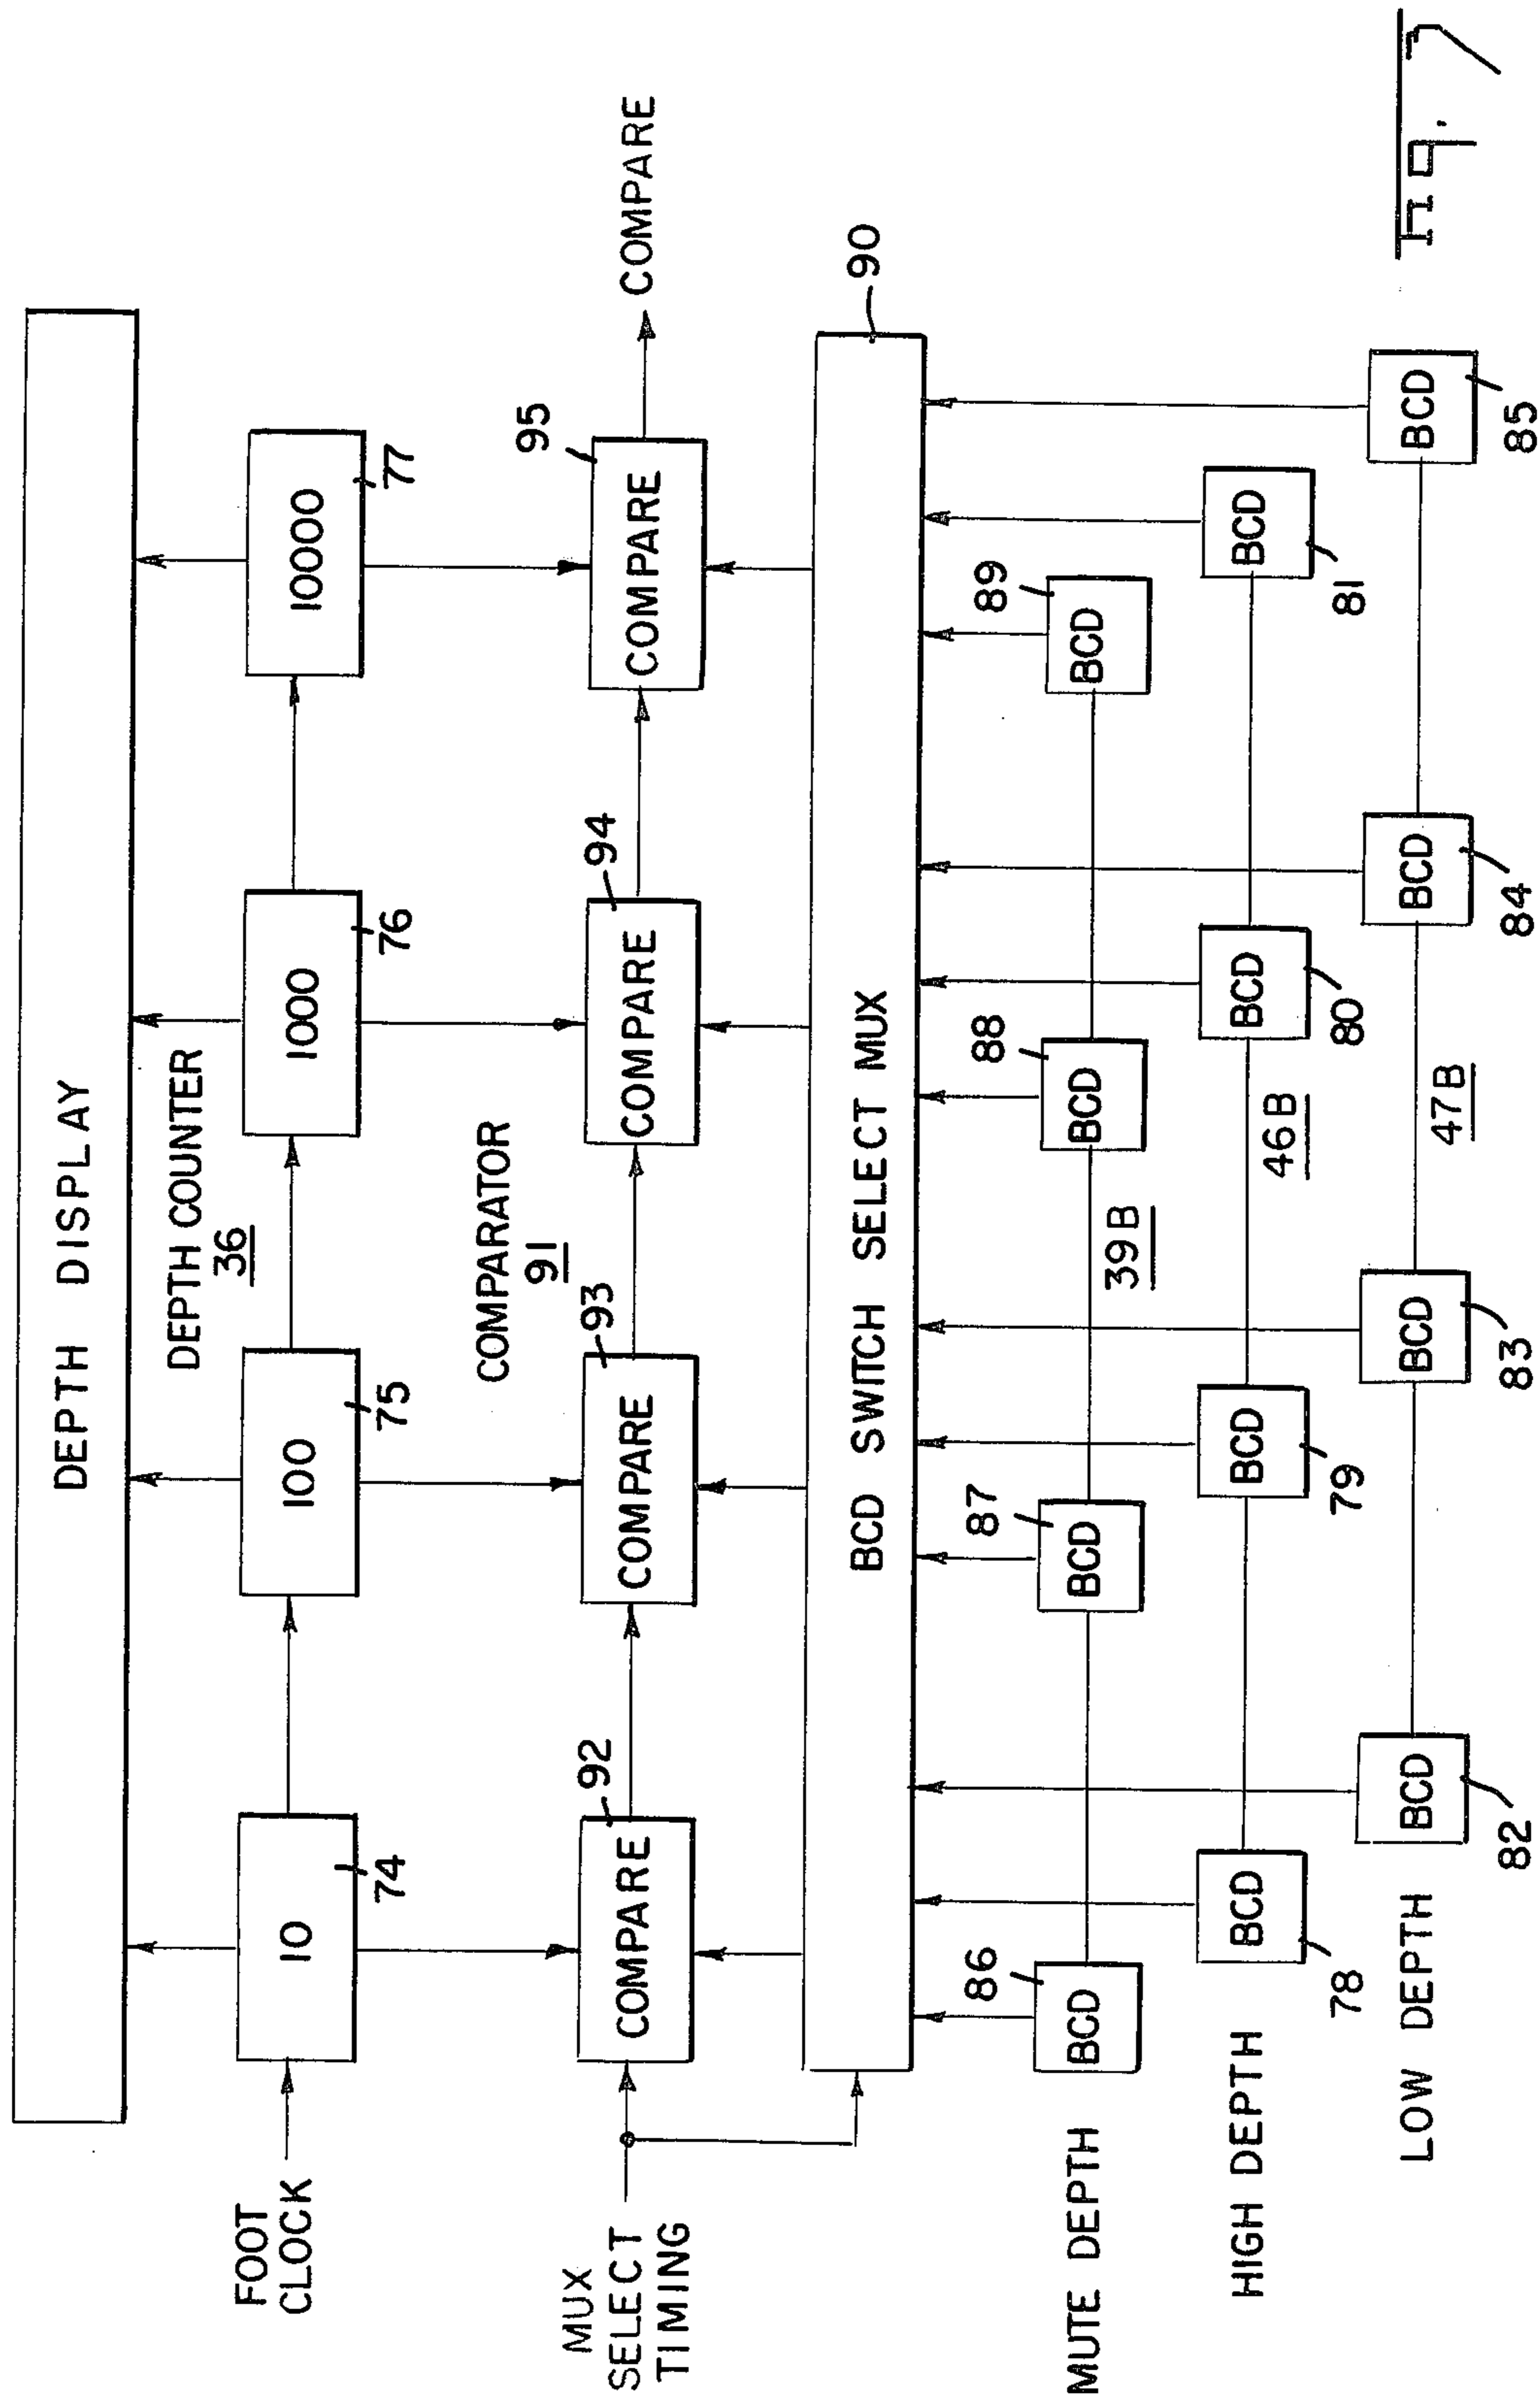 DEPTH DISPLAY
DEPTH COUNTER
36
FOOT
CLOCK
10
74
100
75
1000
76
10000
77
COMPARATOR
91
MUX
SELECT
TIMING
COMPARE
92
COMPARE
93
COMPARE
94
COMPARE
95
COMPARE
BCD SWITCH SELECT MUX
90
MUTE DEPTH
BCD
86
BCD
87
39B
BCD
88
BCD
89
HIGH DEPTH
BCD
78
BCD
79
46B
BCD
80
BCD
81
LOW DEPTH
BCD
82
BCD
83
47B
BCD
84
BCD
85
Fig. 7